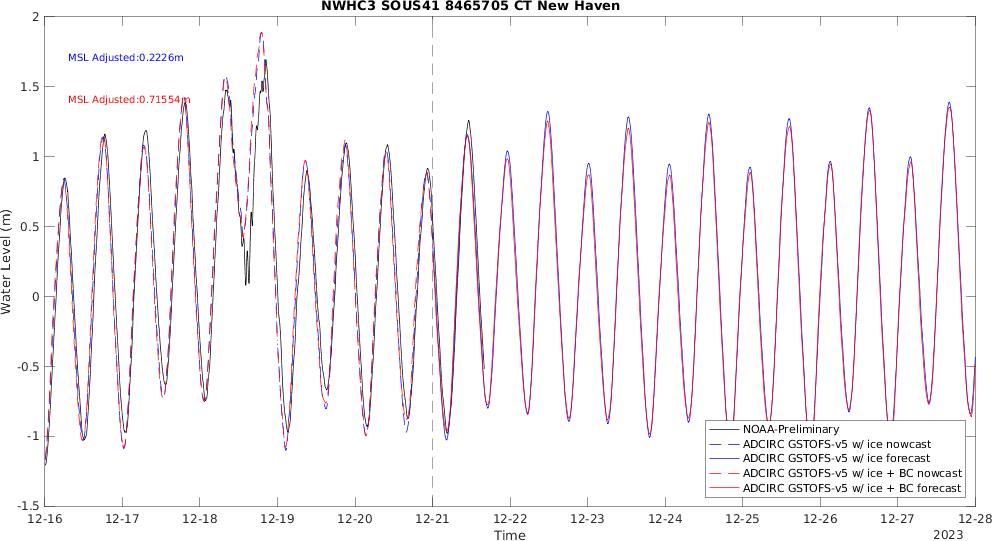 NWHC3 SOUS41 8465705 CT New Haven
2
1.5
1
0.5
0
-0.5
-1
-1.5
Water Level (m)
MSL Adjusted:0.2226m
MSL Adjusted:0.71554m
NOAA-Preliminary
ADCIRC GSTOFS-v5 w/ ice nowcast
ADCIRC GSTOFS-v5 w/ ice forecast
ADCIRC GSTOFS-v5 w/ ice + BC nowcast
ADCIRC GSTOFS-v5 w/ ice + BC forecast
12-16 12-17 12-18 12-19 12-20 12-21 12-22 12-23 12-24 12-25 12-26 12-27 12-28
Time
2023